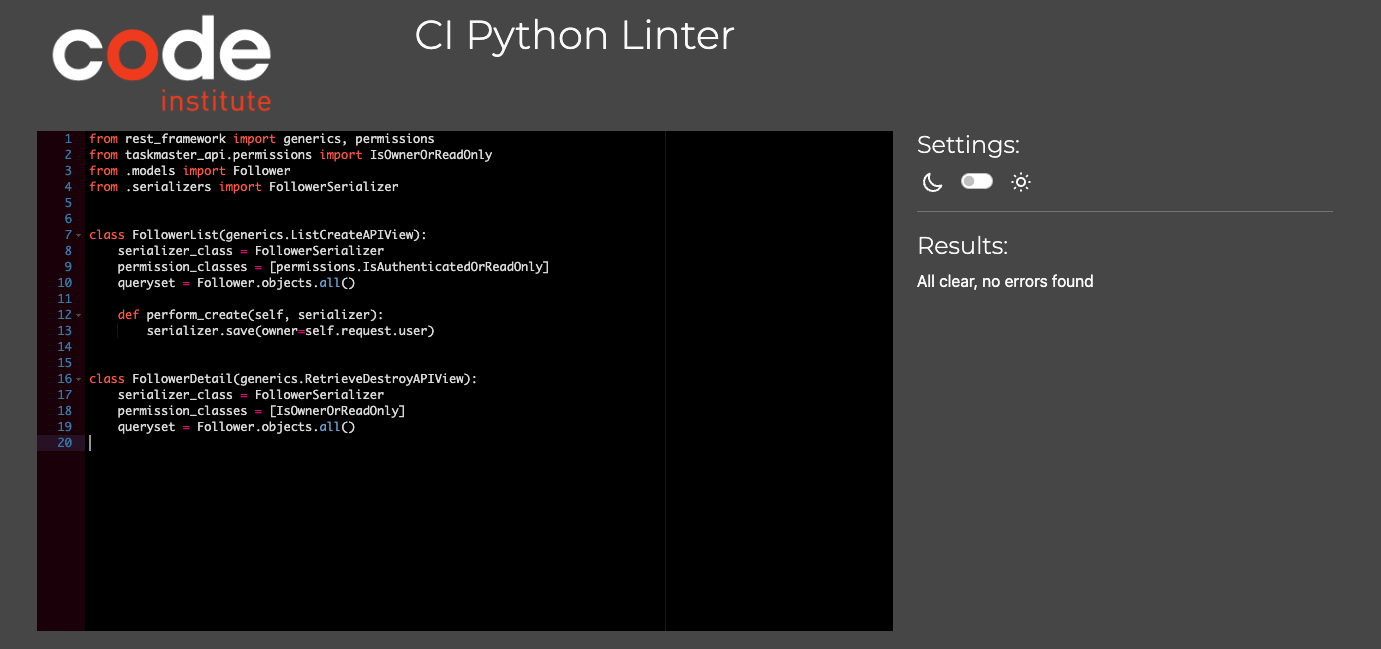 code
institute
CI Python Linter
1 from rest_framework import generics, permissions
2 from taskmaster_api.permissions import IsOwnerOrReadOnly
3 from .models import Follower
4 from .serializers import FollowerSerializer
5
6
7 class FollowerList(generics.ListCreateAPIView):
8     serializer_class = FollowerSerializer
9     permission_classes = [permissions.IsAuthenticatedOrReadOnly]
10     queryset = Follower.objects.all()
11
12     def perform_create(self, serializer):
13         serializer.save(owner=self.request.user)
14
15
16 class FollowerDetail(generics.RetrieveDestroyAPIView):
17     serializer_class = FollowerSerializer
18     permission_classes = [IsOwnerOrReadOnly]
19     queryset = Follower.objects.all()
20
Settings:
Results:
All clear, no errors found